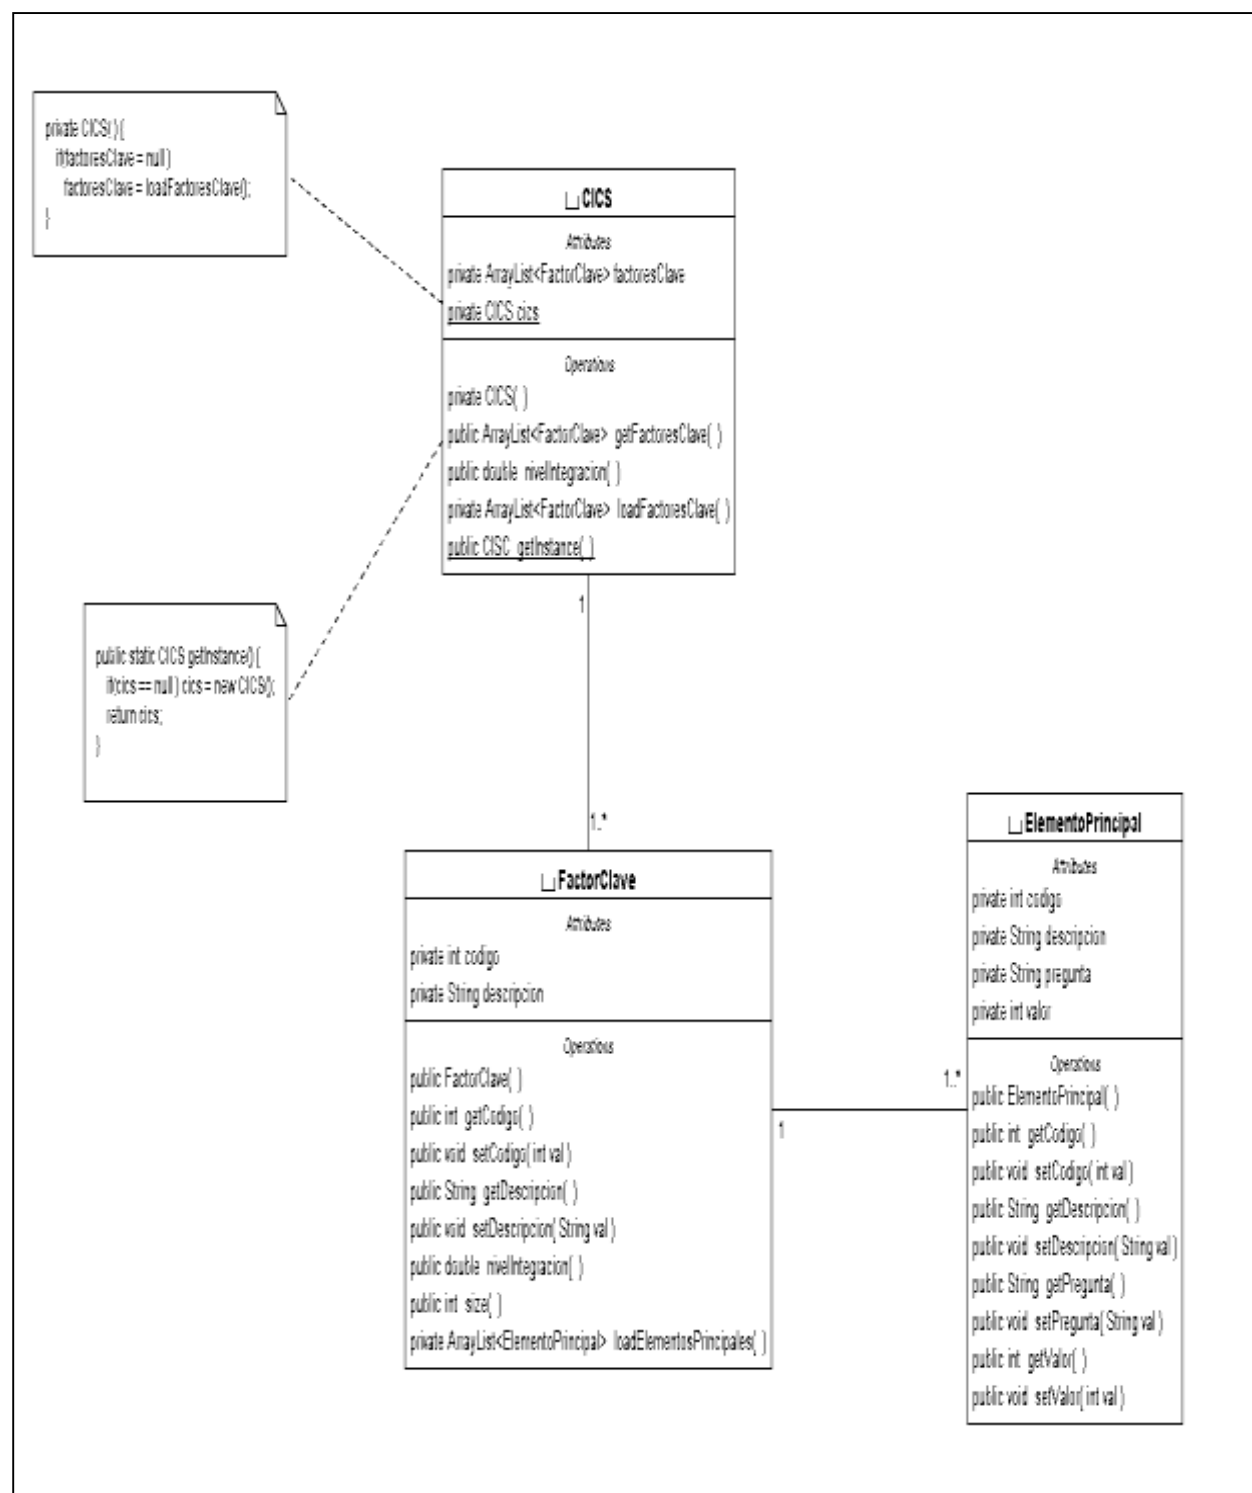 private CICS( ) {
if(factoresClave = null )
factoresClave = loadFactoresClave();
}
CICS
Attributes
private ArrayList<FactorClave> factoresClave
private CICS cics
Operations
private CICS( )
public ArrayList<FactorClave> getFactoresClave( )
public double nivelIntegracion( )
private ArrayList<FactorClave> loadFactoresClave( )
public CISC getInstance( )
public static CICS getInstance() {
if(cics == null ) cics = new CICS();
return cics;
}
1
1..*
FactorClave
Attributes
private int codigo
private String descripcion
Operations
public FactorClave( )
public int getCodigo( )
public void setCodigo( int val )
public String getDescripcion( )
public void setDescripcion( String val )
public double nivelIntegracion( )
public int size( )
private ArrayList<ElementoPrincipal> loadElementosPrincipales( )
1
1..*
ElementoPrincipal
Attributes
private int codigo
private String descripcion
private String pregunta
private int valor
Operations
public ElementoPrincipal( )
public int getCodigo( )
public void setCodigo( int val )
public String getDescripcion( )
public void setDescripcion( String val )
public String getPregunta( )
public void setPregunta( String val )
public int getValor( )
public void setValor( int val )